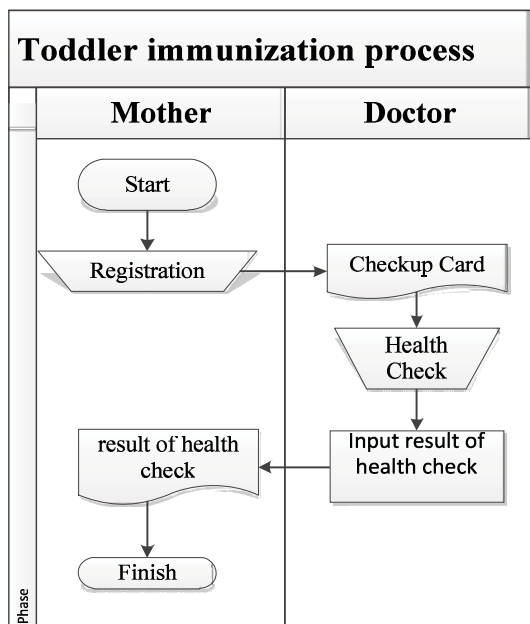 Toddler immunization process
Mother
Doctor
Start
Registration
Checkup Card
Health
Check
Input result of
health check
result of health
check
Finish
Phase